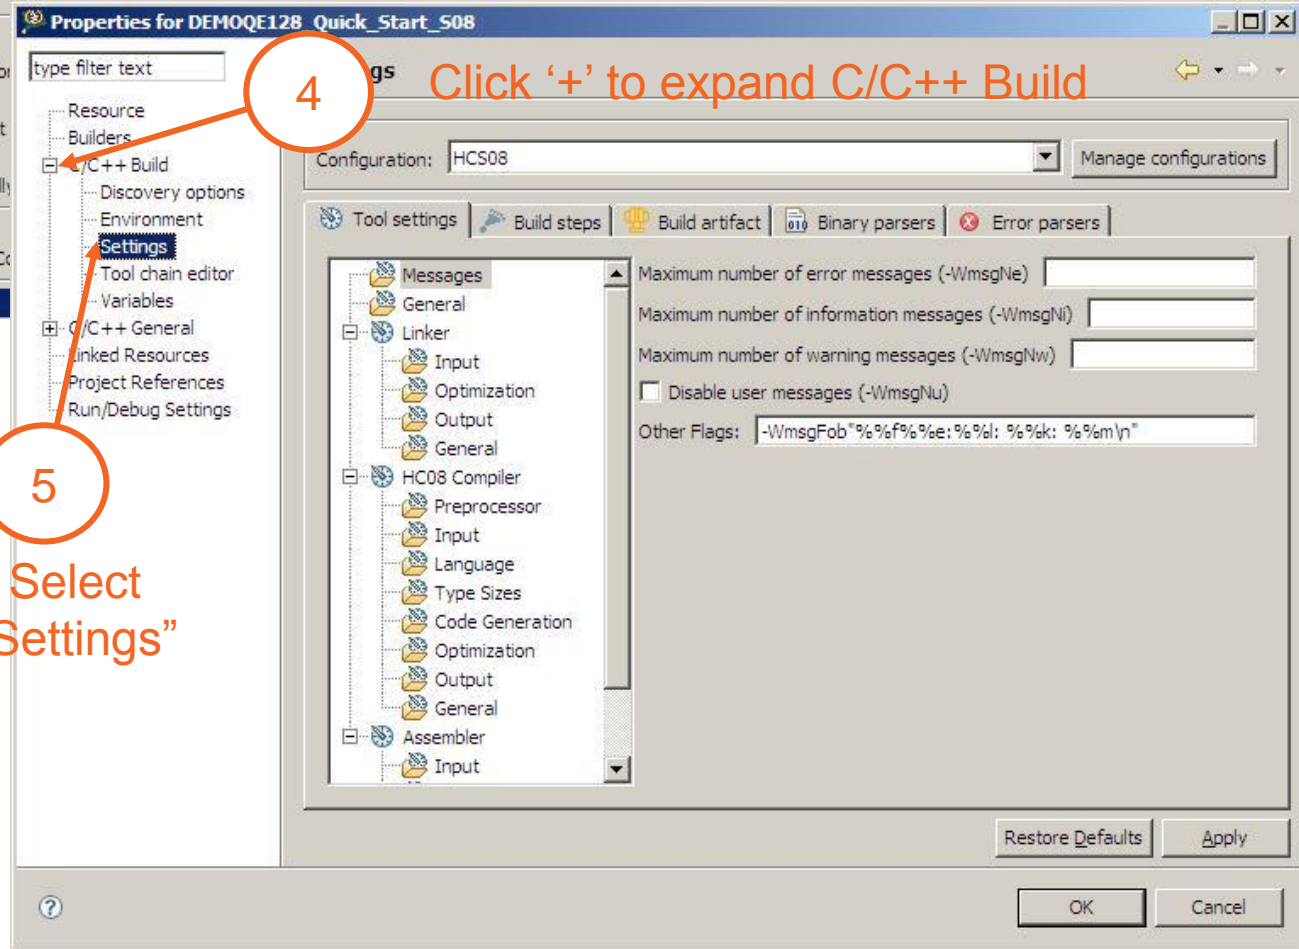 Properties for DEMOQE128_Quick_Start_S08
type filter text
4
gs
Click ‘+’ to expand C/C++ Build
Resource
Builders
C/C++ Build
Discovery options
Environment
Settings
Tool chain editor
Variables
C/C++ General
Linked Resources
Project References
Run/Debug Settings
5
Select
Settings”
Configuration: HCS08
Manage configurations
Tool settings Build steps Build artifact Binary parsers Error parsers
Messages
General
Linker
Input
Optimization
Output
General
HC08 Compiler
Preprocessor
Input
Language
Type Sizes
Code Generation
Optimization
Output
General
Assembler
Input
Maximum number of error messages (-WmsgNe)
Maximum number of information messages (-WmsgNi)
Maximum number of warning messages (-WmsgNw)
Disable user messages (-WmsgNu)
Other Flags: -WmsgFob"%%f%%e:%%l: %%k: %%m\n"
Restore Defaults Apply
OK Cancel